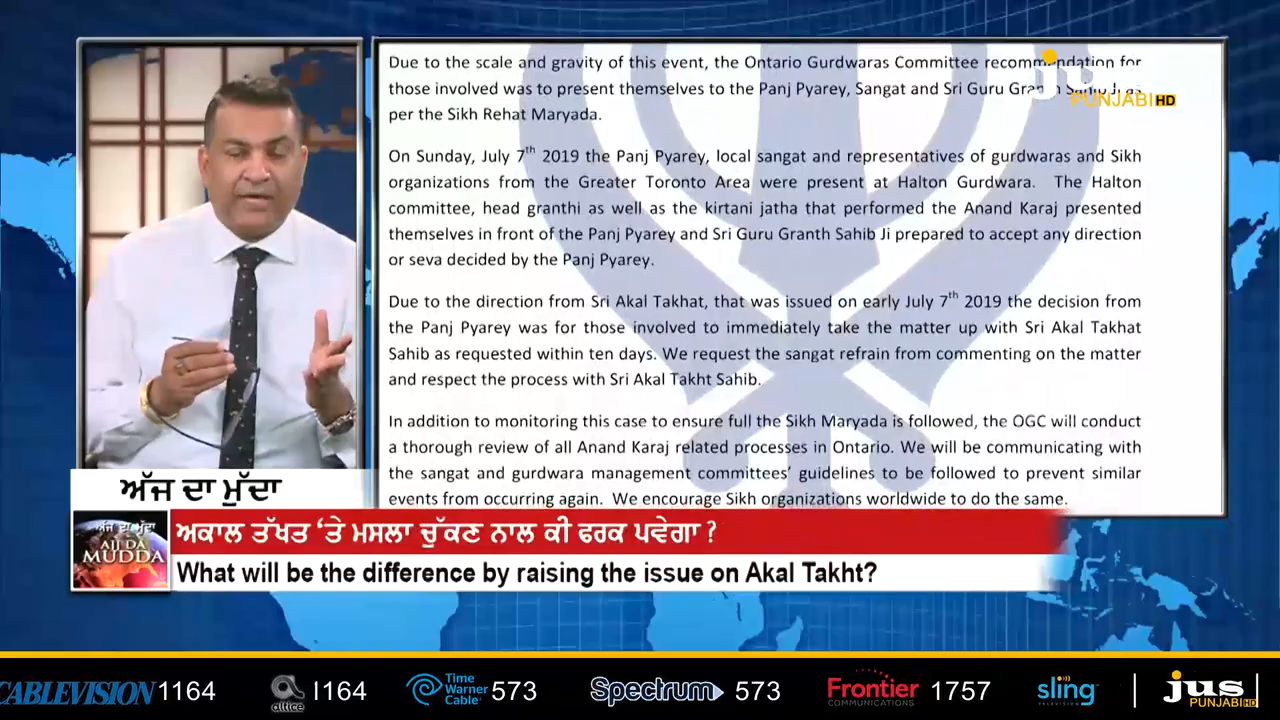 Due to the scale and gravity of this event, the Ontario Gurdwaras Committee recommendation for
those involved was to present themselves to the Panj Pyarey, Sangat and Sri Guru Granth Sahib Ji as
per the Sikh Rehat Maryada.
On Sunday, July 7th 2019 the Panj Pyarey, local sangat and representatives of gurdwaras and Sikh
organizations from the Greater Toronto Area were present at Halton Gurdwara. The Halton
committee, head granthi as well as the kirtani jatha that performed the Anand Karaj presented
themselves in front of the Panj Pyarey and Sri Guru Granth Sahib Ji prepared to accept any direction
or seva decided by the Panj Pyarey.
Due to the direction from Sri Akal Takhat, that was issued on early July 7th 2019 the decision from
the Panj Pyarey was for those involved to immediately take the matter up with Sri Akal Takhat
Sahib as requested within ten days. We request the sangat refrain from commenting on the matter
and respect the process with Sri Akal Takht Sahib.
In addition to monitoring this case to ensure full the Sikh Maryada is followed, the OGC will conduct
a thorough review of all Anand Karaj related processes in Ontario. We will be communicating with
the sangat and gurdwara management committees' guidelines to be followed to prevent similar
events from occurring again. We encourage Sikh organizations worldwide to do the same.
jus
PUNJABI HD
ਅੱਜ ਦਾ ਮੁੱਦਾ
ਅੱਜ ਦਾ ਮੁੱਦਾ
AJJ DA
MUDDA
ਅਕਾਲ ਤੱਖਤ ‘ਤੇ ਮਸਲਾ ਚੁੱਕਣ ਨਾਲ ਕੀ ਫਰਕ ਪਵੇਗਾ ?
What will be the difference by raising the issue on Akal Takht?
CABLEVISION 1164
altice 1164
Time Warner Cable 573
Spectrum 573
Frontier COMMUNICATIONS 1757
sling TELEVISION
jus PUNJABI HD